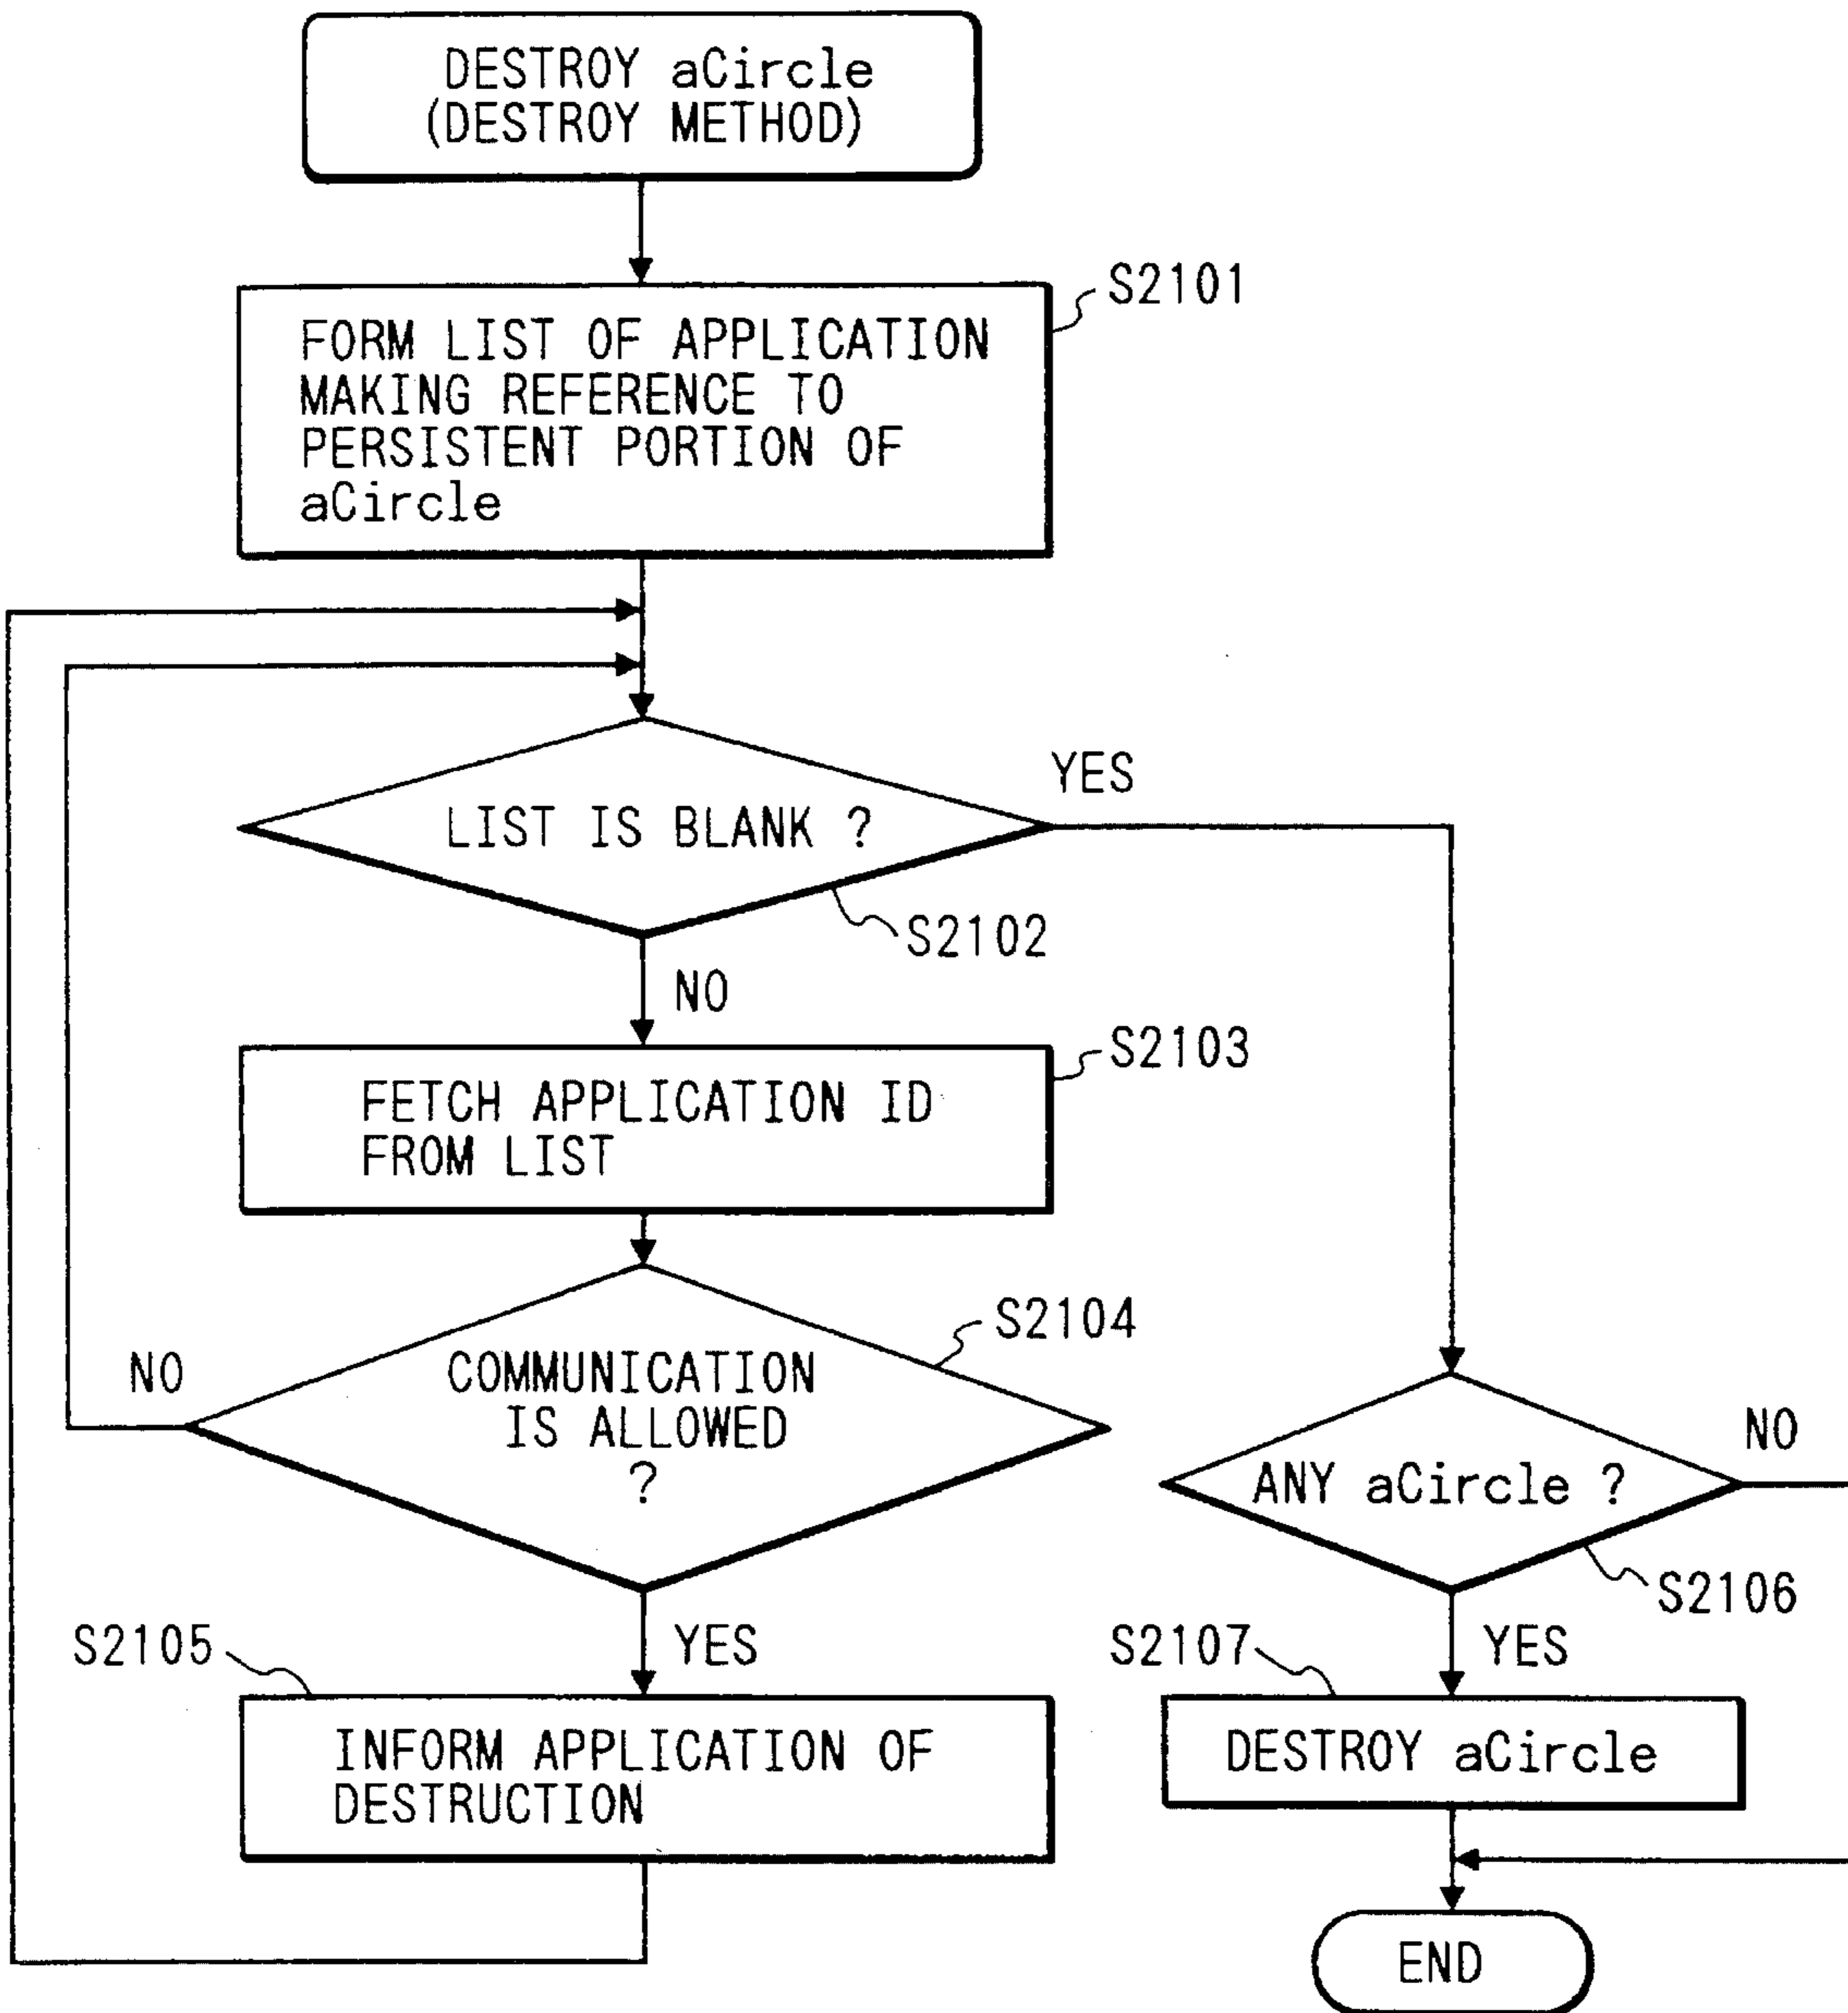 DESTROY aCircle
(DESTROY METHOD)
S2101
FORM LIST OF APPLICATION
MAKING REFERENCE TO
PERSISTENT PORTION OF
aCircle
LIST IS BLANK ?
YES
S2102
NO
S2103
FETCH APPLICATION ID
FROM LIST
S2104
NO
COMMUNICATION
IS ALLOWED
?
NO
ANY aCircle ?
S2106
S2105
YES
S2107
YES
INFORM APPLICATION OF
DESTRUCTION
DESTROY aCircle
END